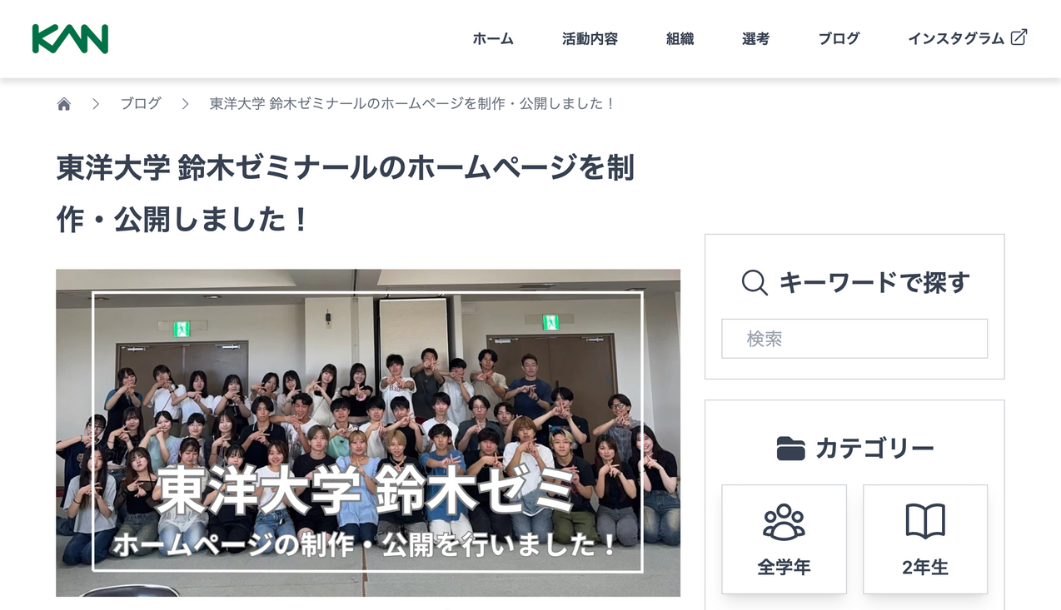 KAN
ホーム
活動内容
組織
選考
ブログ
インスタグラム
ブログ
東洋大学 鈴木ゼミナールのホームページを制作・公開しました！
東洋大学 鈴木ゼミナールのホームページを制
作・公開しました！
キーワードで探す
検索
東洋大学 鈴木ゼミ
ホームページの制作・公開を行いました！
カテゴリー
全学年
2年生